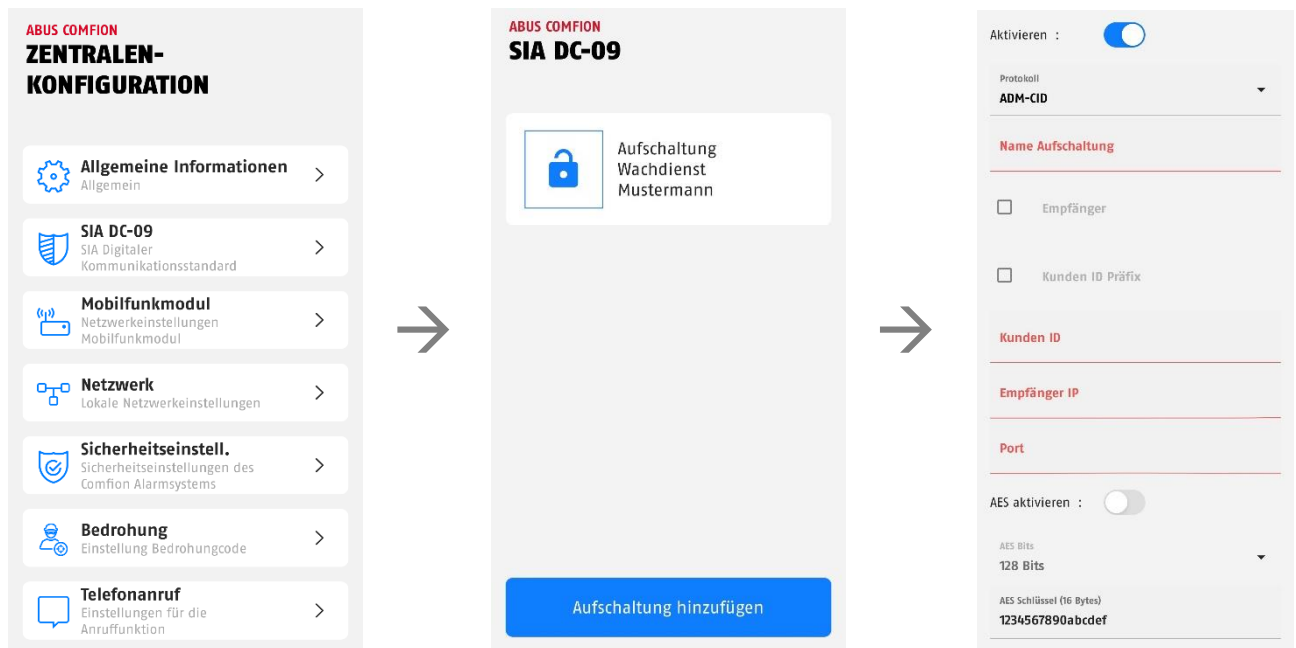 ABUS COMFION
ZENTRALEN-
KONFIGURATION
Allgemeine Informationen
Allgemein
SIA DC-09
SIA Digitaler
Kommunikationsstandard
Mobilfunkmodul
Netzwerkeinstellungen
Mobilfunkmodul
Netzwerk
Lokale Netzwerkeinstellungen
Sicherheitseinstell.
Sicherheitseinstellungen des
Comfion Alarmsystems
Bedrohung
Einstellung Bedrohungcode
Telefonanruf
Einstellungen für die
Anruffunktion
ABUS COMFION
SIA DC-09
Aufschaltung
Wachdienst
Mustermann
Aufschaltung hinzufügen
Aktivieren :
Protokoll
ADM-CID
Name Aufschaltung
Empfänger
Kunden ID Präfix
Kunden ID
Empfänger IP
Port
AES aktivieren :
AES Bits
128 Bits
AES Schlüssel (16 Bytes)
1234567890abcdef